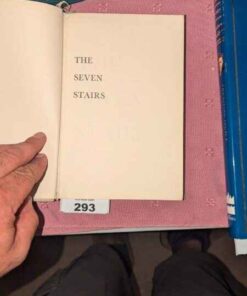 THE
SEVEN
STAIRS
293